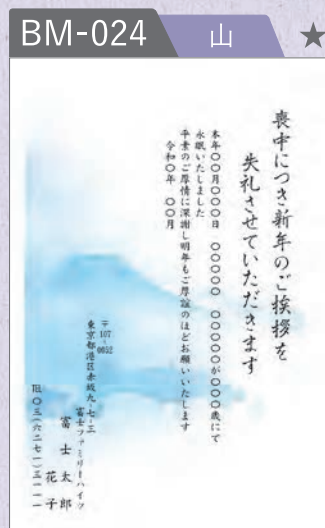 BM-024
山
★
喪中につき新年のご挨拶を
失礼させていただきます
本年〇〇月〇〇〇日 〇〇〇〇〇 〇〇〇〇〇が〇〇〇歳にて
永眠いたしました
平素のご厚情に深謝し明年もご厚誼のほどお願いいたします
令和〇年 〇〇月
〒107-0052
東京都港区赤坂九-七-三
富士ファミリーハイツ
富士太郎
花子
℡〇三(六二七一)三一一一